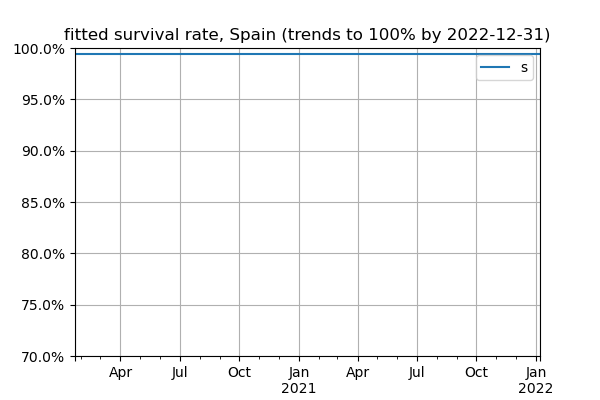 fitted survival rate, Spain (trends to 100% by 2022-12-31)
100.0%
s
95.0%
90.0%
85.0%
80.0%
75.0%
70.0%
Apr Jul Oct Jan Apr Jul Oct Jan
2021 2022